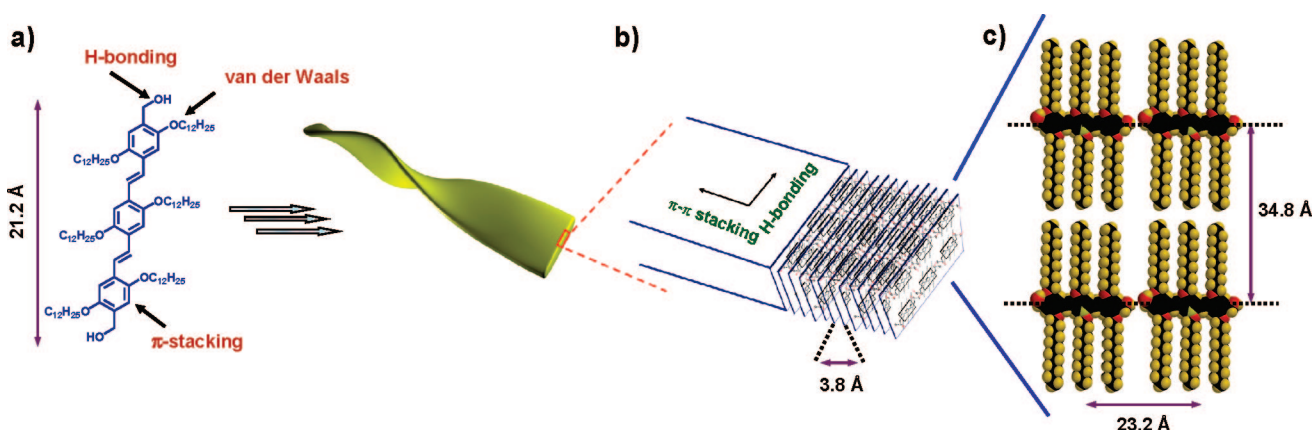 a)
H-bonding
OH
van der Waals
OC₁₂H₂₅
C₁₂H₂₅O
OC₁₂H₂₅
C₁₂H₂₅O
OC₁₂H₂₅
C₁₂H₂₅O
HO
π-stacking
21.2 Å
b)
π-π stacking
H-bonding
3.8 Å
c)
34.8 Å
23.2 Å